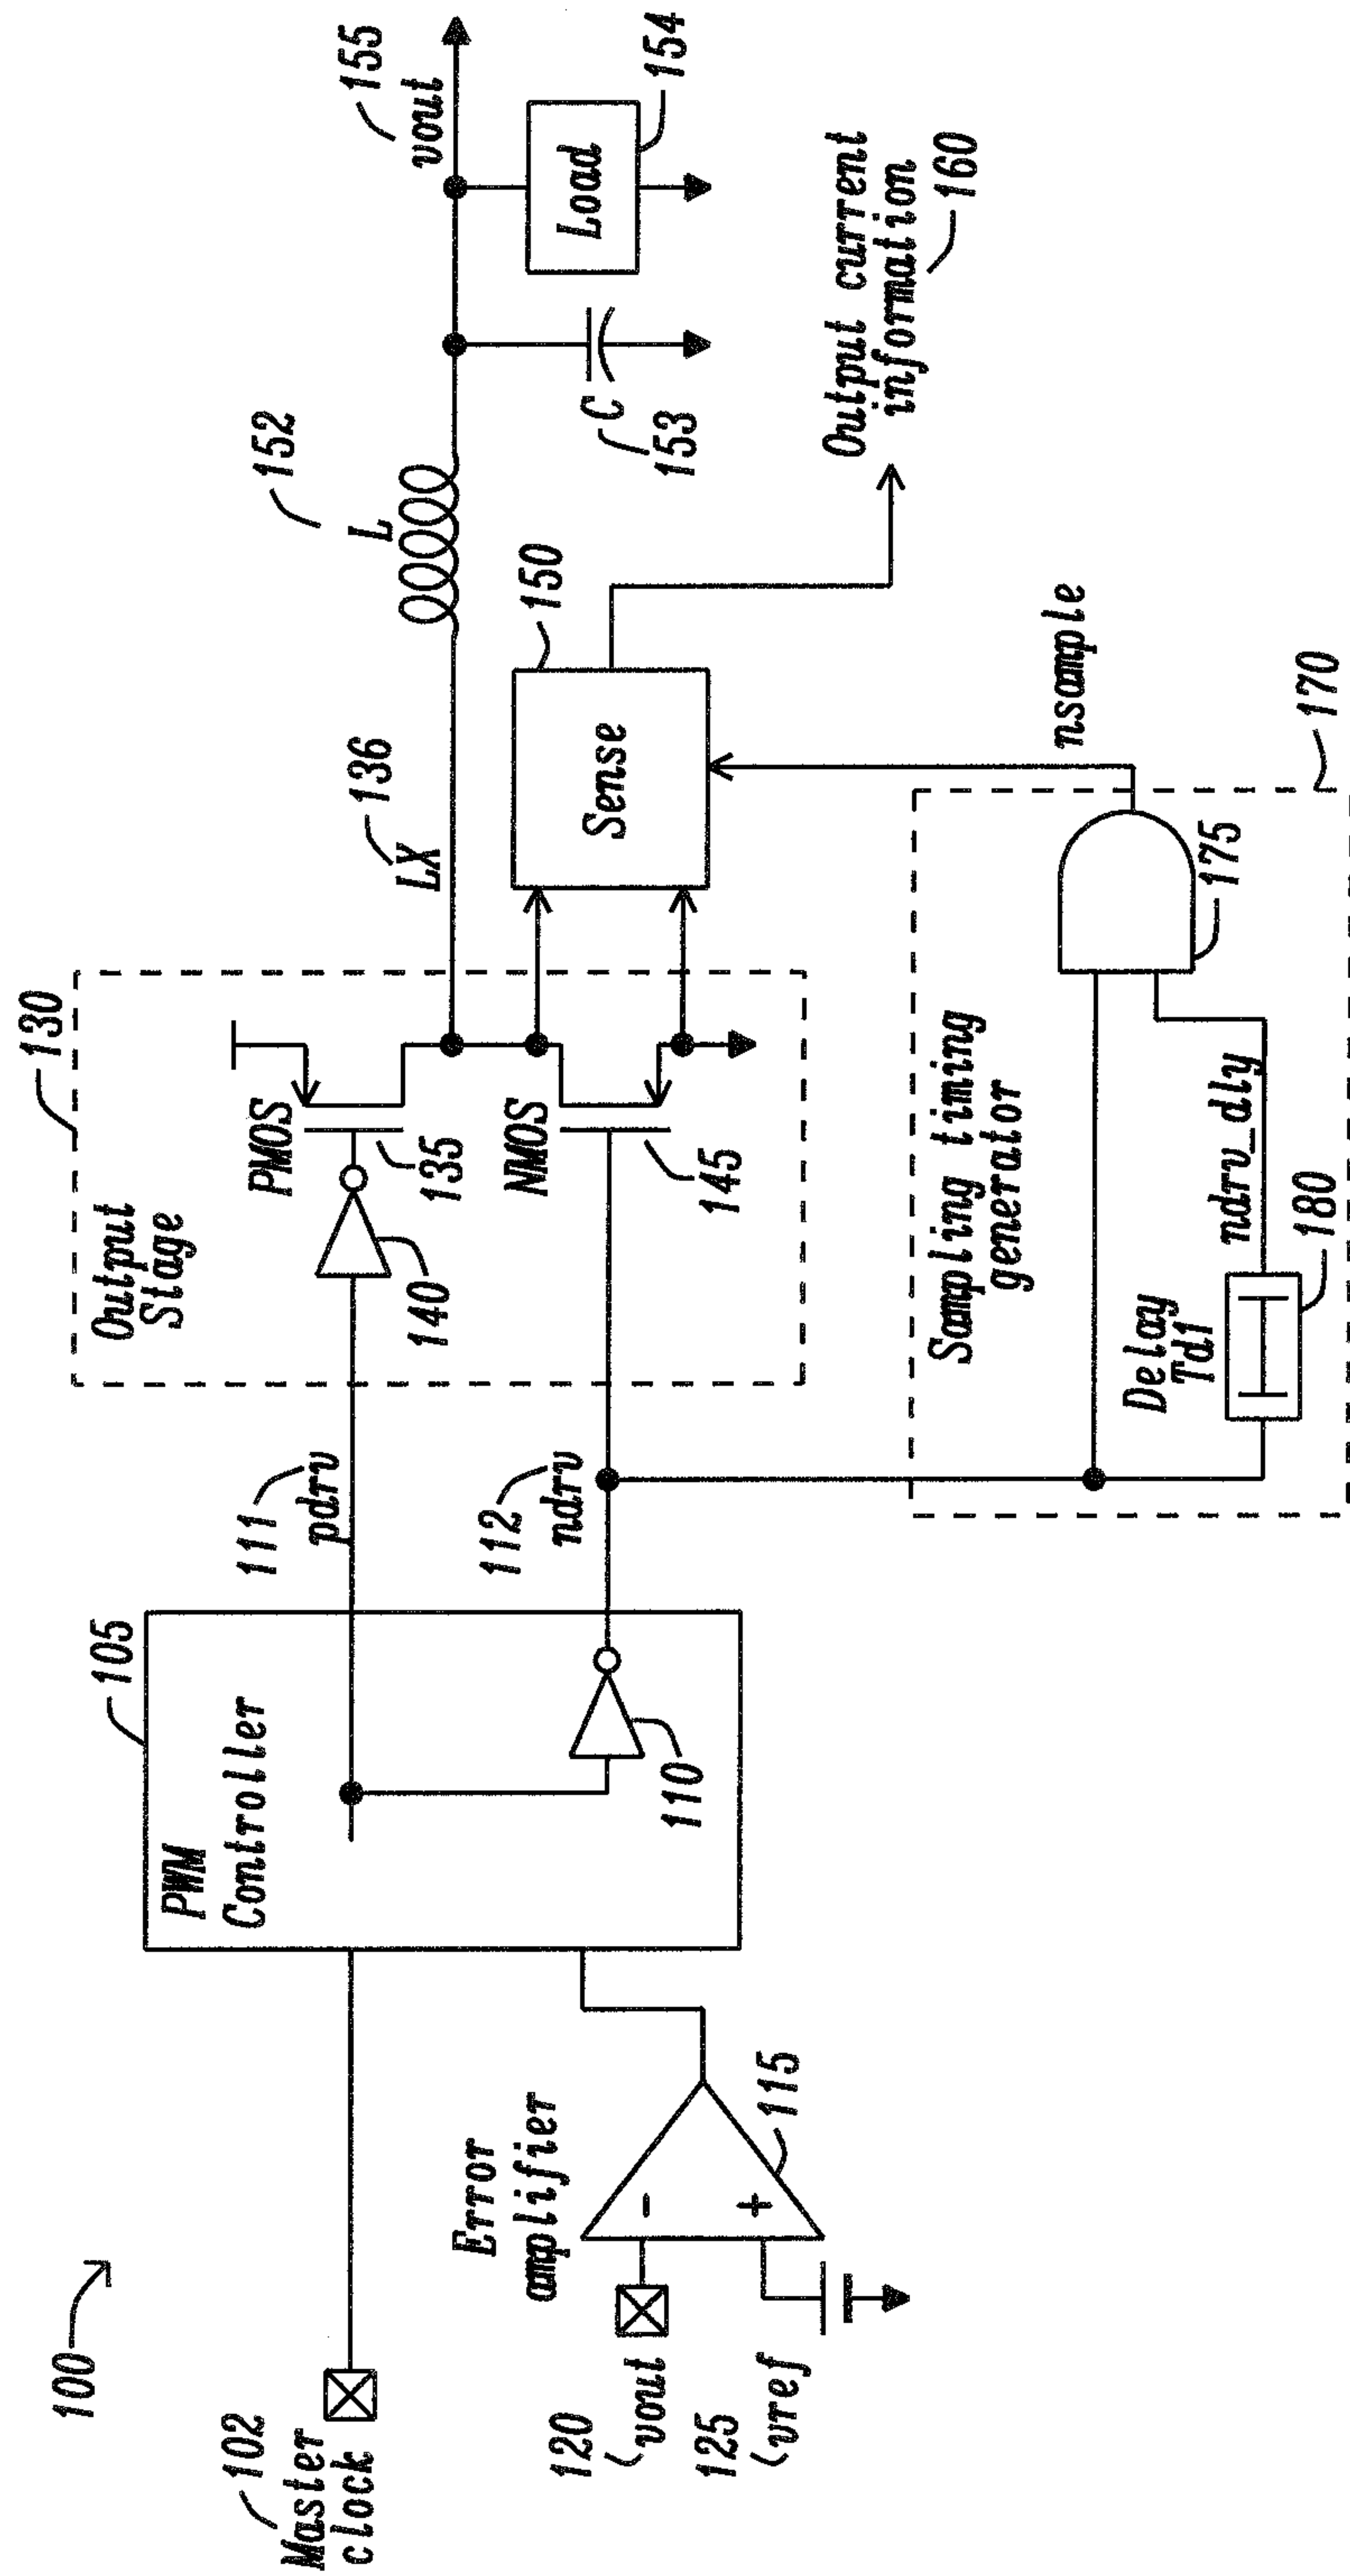 100
102
Master
clock
120
vout
125
vref
Error
amplifier
-
+
115
105
PWM
Controller
110
111
pdrv
112
ndrv
130
Output
Stage
140
PMOS
135
NMOS
145
136
LX
Sense
150
152
L
C
153
155
vout
Load
154
Output current
information
160
nsample
Sampling timing
generator
Delay
Td1
ndrv_dly
180
175
170